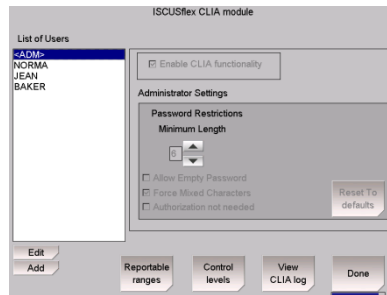 ISCUSflex CLIA module
List of Users
<ADM>
NORMA
JEAN
BAKER
Enable CLIA functionality
Administrator Settings
Password Restrictions
Minimum Length
6
Allow Empty Password
Force Mixed Characters
Authorization not needed
Reset To
defaults
Edit
Add
Reportable
ranges
Control
levels
View
CLIA log
Done